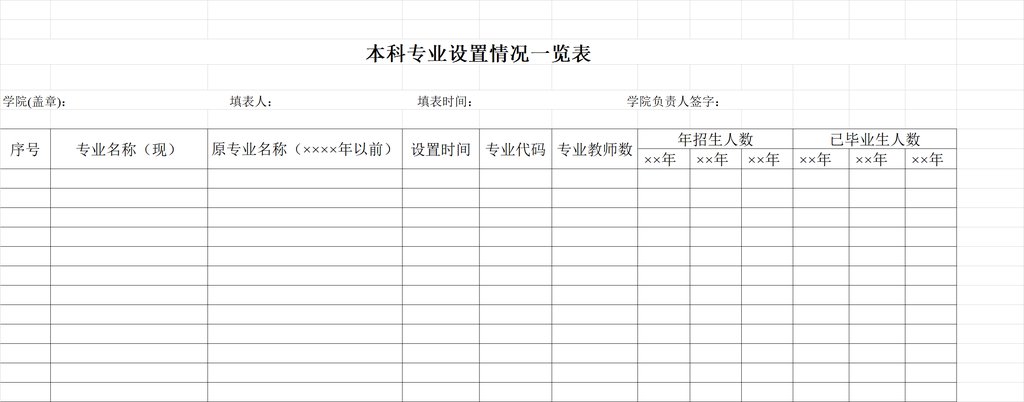 本科专业设置情况一览表
学院(盖章)： 填表人： 填表时间： 学院负责人签字：
序号 专业名称（现） 原专业名称（××××年以前） 设置时间 专业代码 专业教师数 年招生人数 已毕业生人数
××年 ××年 ××年 ××年 ××年 ××年